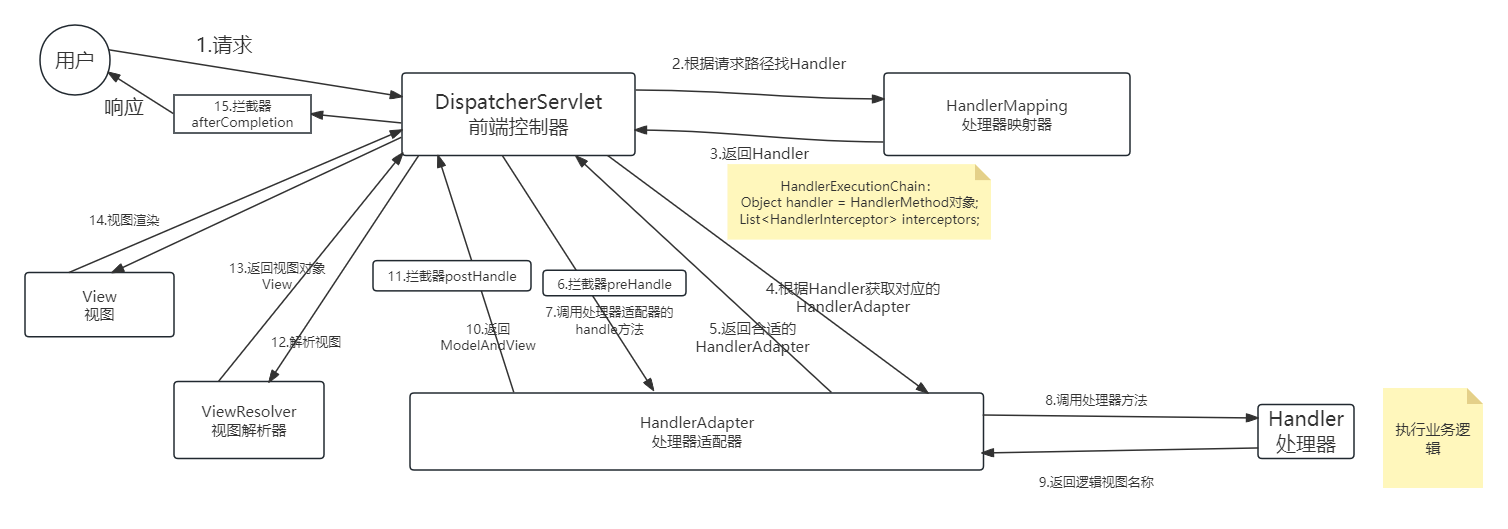 用户
1.请求
响应
15.拦截器
afterCompletion
DispatcherServlet
前端控制器
2.根据请求路径找Handler
HandlerMapping
处理器映射器
3.返回Handler
HandlerExecutionChain:
Object handler = HandlerMethod对象;
List<HandlerInterceptor> interceptors;
14.视图渲染
View
视图
13.返回视图对象
View
12.解析视图
ViewResolver
视图解析器
11.拦截器postHandle
10.返回
ModelAndView
6.拦截器preHandle
7.调用处理器适配器的
handle方法
5.返回合适的
HandlerAdapter
4.根据Handler获取对应的
HandlerAdapter
HandlerAdapter
处理器适配器
8.调用处理器方法
9.返回逻辑视图名称
Handler
处理器
执行业务逻
辑